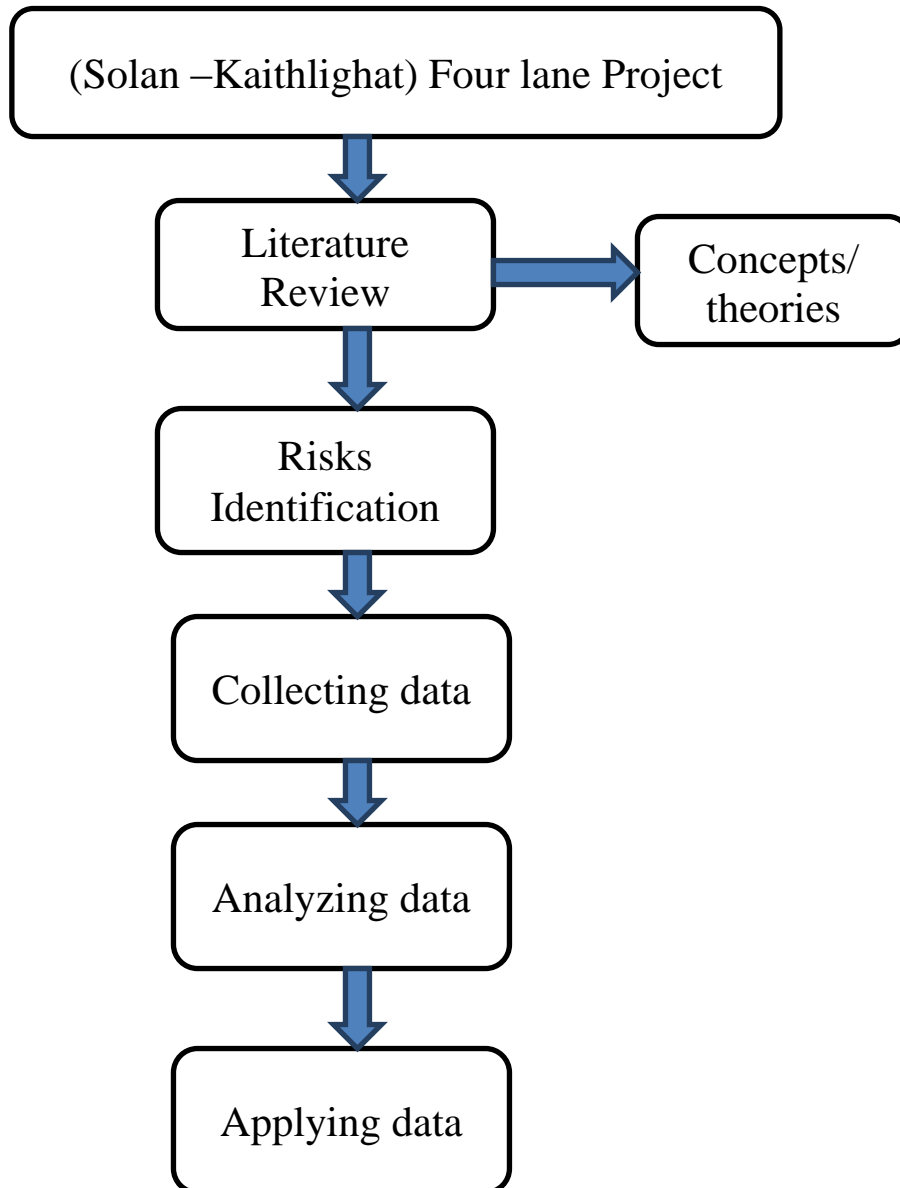 (Solan –Kaithlighat) Four lane Project
Literature
Review
Concepts/
theories
Risks
Identification
Collecting data
Analyzing data
Applying data